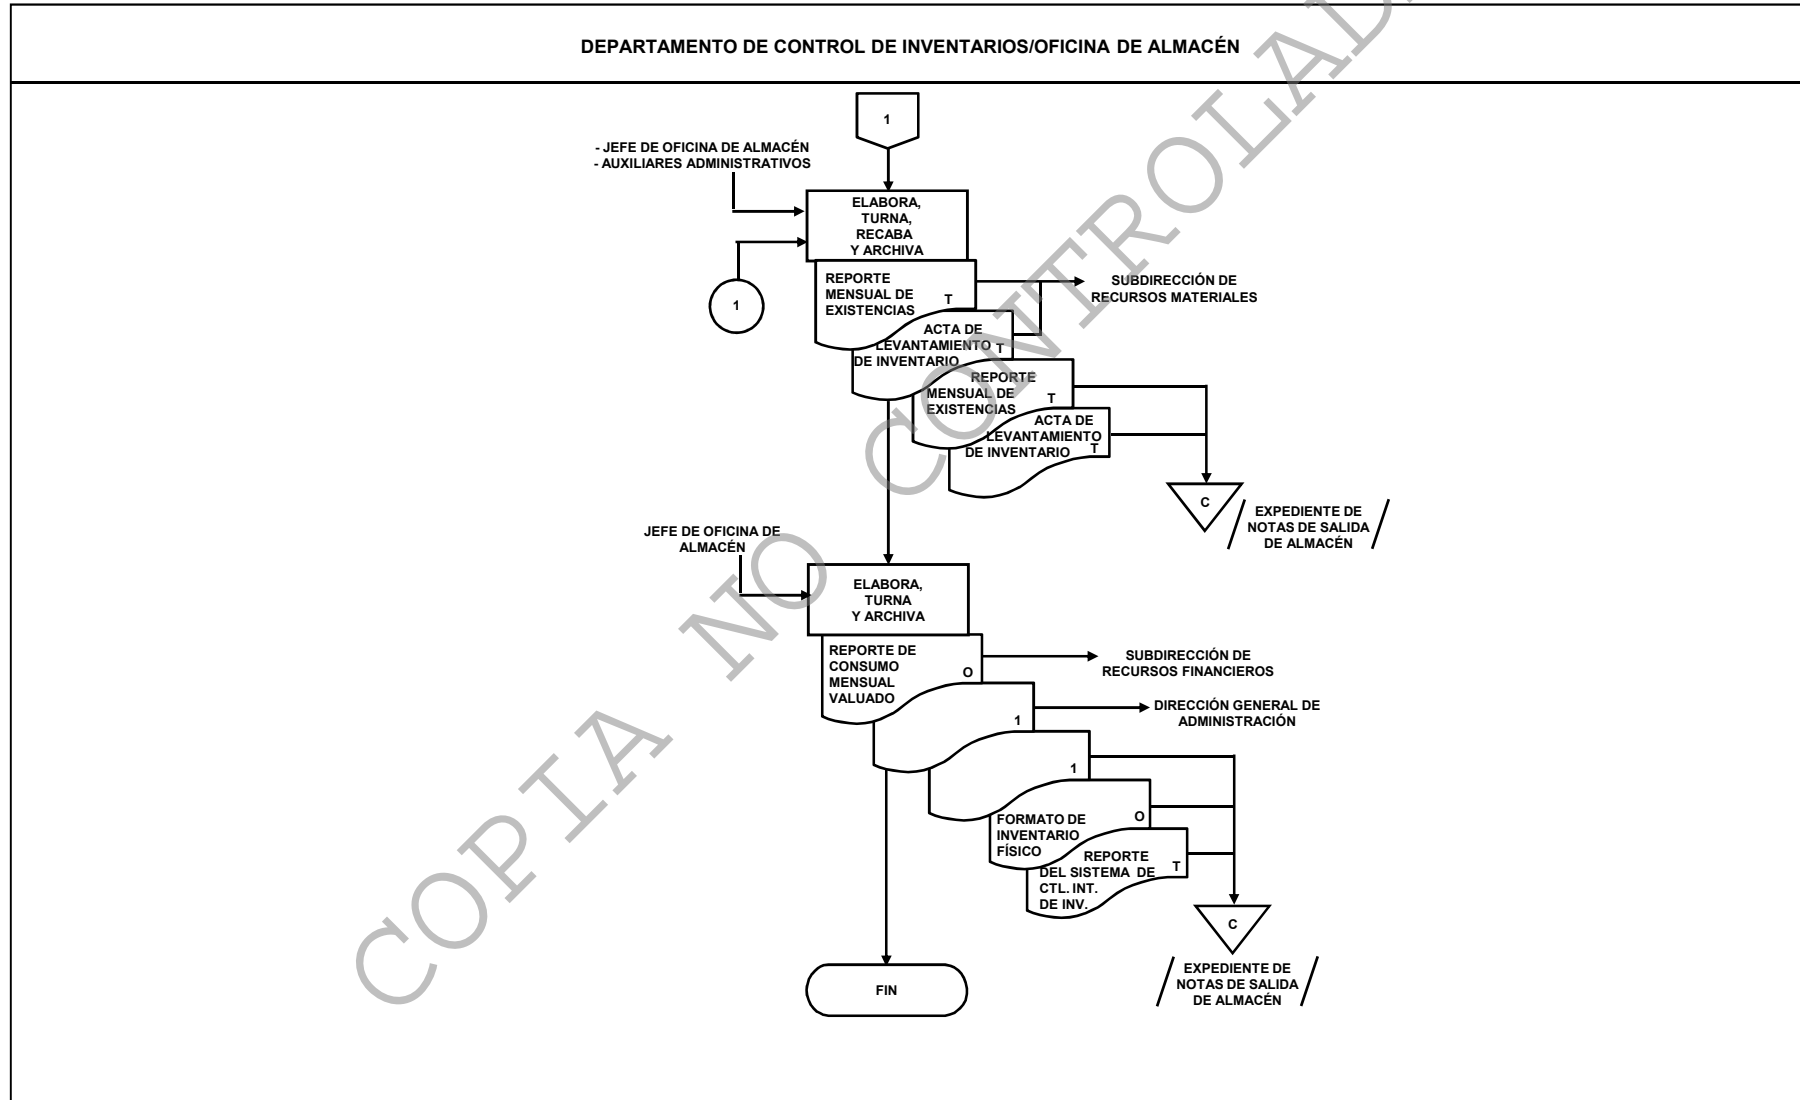 DEPARTAMENTO DE CONTROL DE INVENTARIOS/OFICINA DE ALMACÉN
1
- JEFE DE OFICINA DE ALMACÉN
- AUXILIARES ADMINISTRATIVOS
ELABORA,
TURNA,
RECABA
Y ARCHIVA
1
REPORTE
MENSUAL DE
EXISTENCIAS
T
SUBDIRECCIÓN DE
RECURSOS MATERIALES
ACTA DE
LEVANTAMIENTO
DE INVENTARIO
T
REPORTE
MENSUAL DE
EXISTENCIAS
T
ACTA DE
LEVANTAMIENTO
DE INVENTARIO
T
C
EXPEDIENTE DE
NOTAS DE SALIDA
DE ALMACÉN
JEFE DE OFICINA DE
ALMACÉN
ELABORA,
TURNA
Y ARCHIVA
REPORTE DE
CONSUMO
MENSUAL
VALUADO
O
SUBDIRECCIÓN DE
RECURSOS FINANCIEROS
1
DIRECCIÓN GENERAL DE
ADMINISTRACIÓN
1
FORMATO DE
INVENTARIO
FÍSICO
O
REPORTE
DEL SISTEMA DE
CTL. INT.
DE INV.
T
C
EXPEDIENTE DE
NOTAS DE SALIDA
DE ALMACÉN
FIN
COPIA NO CONTROLAD